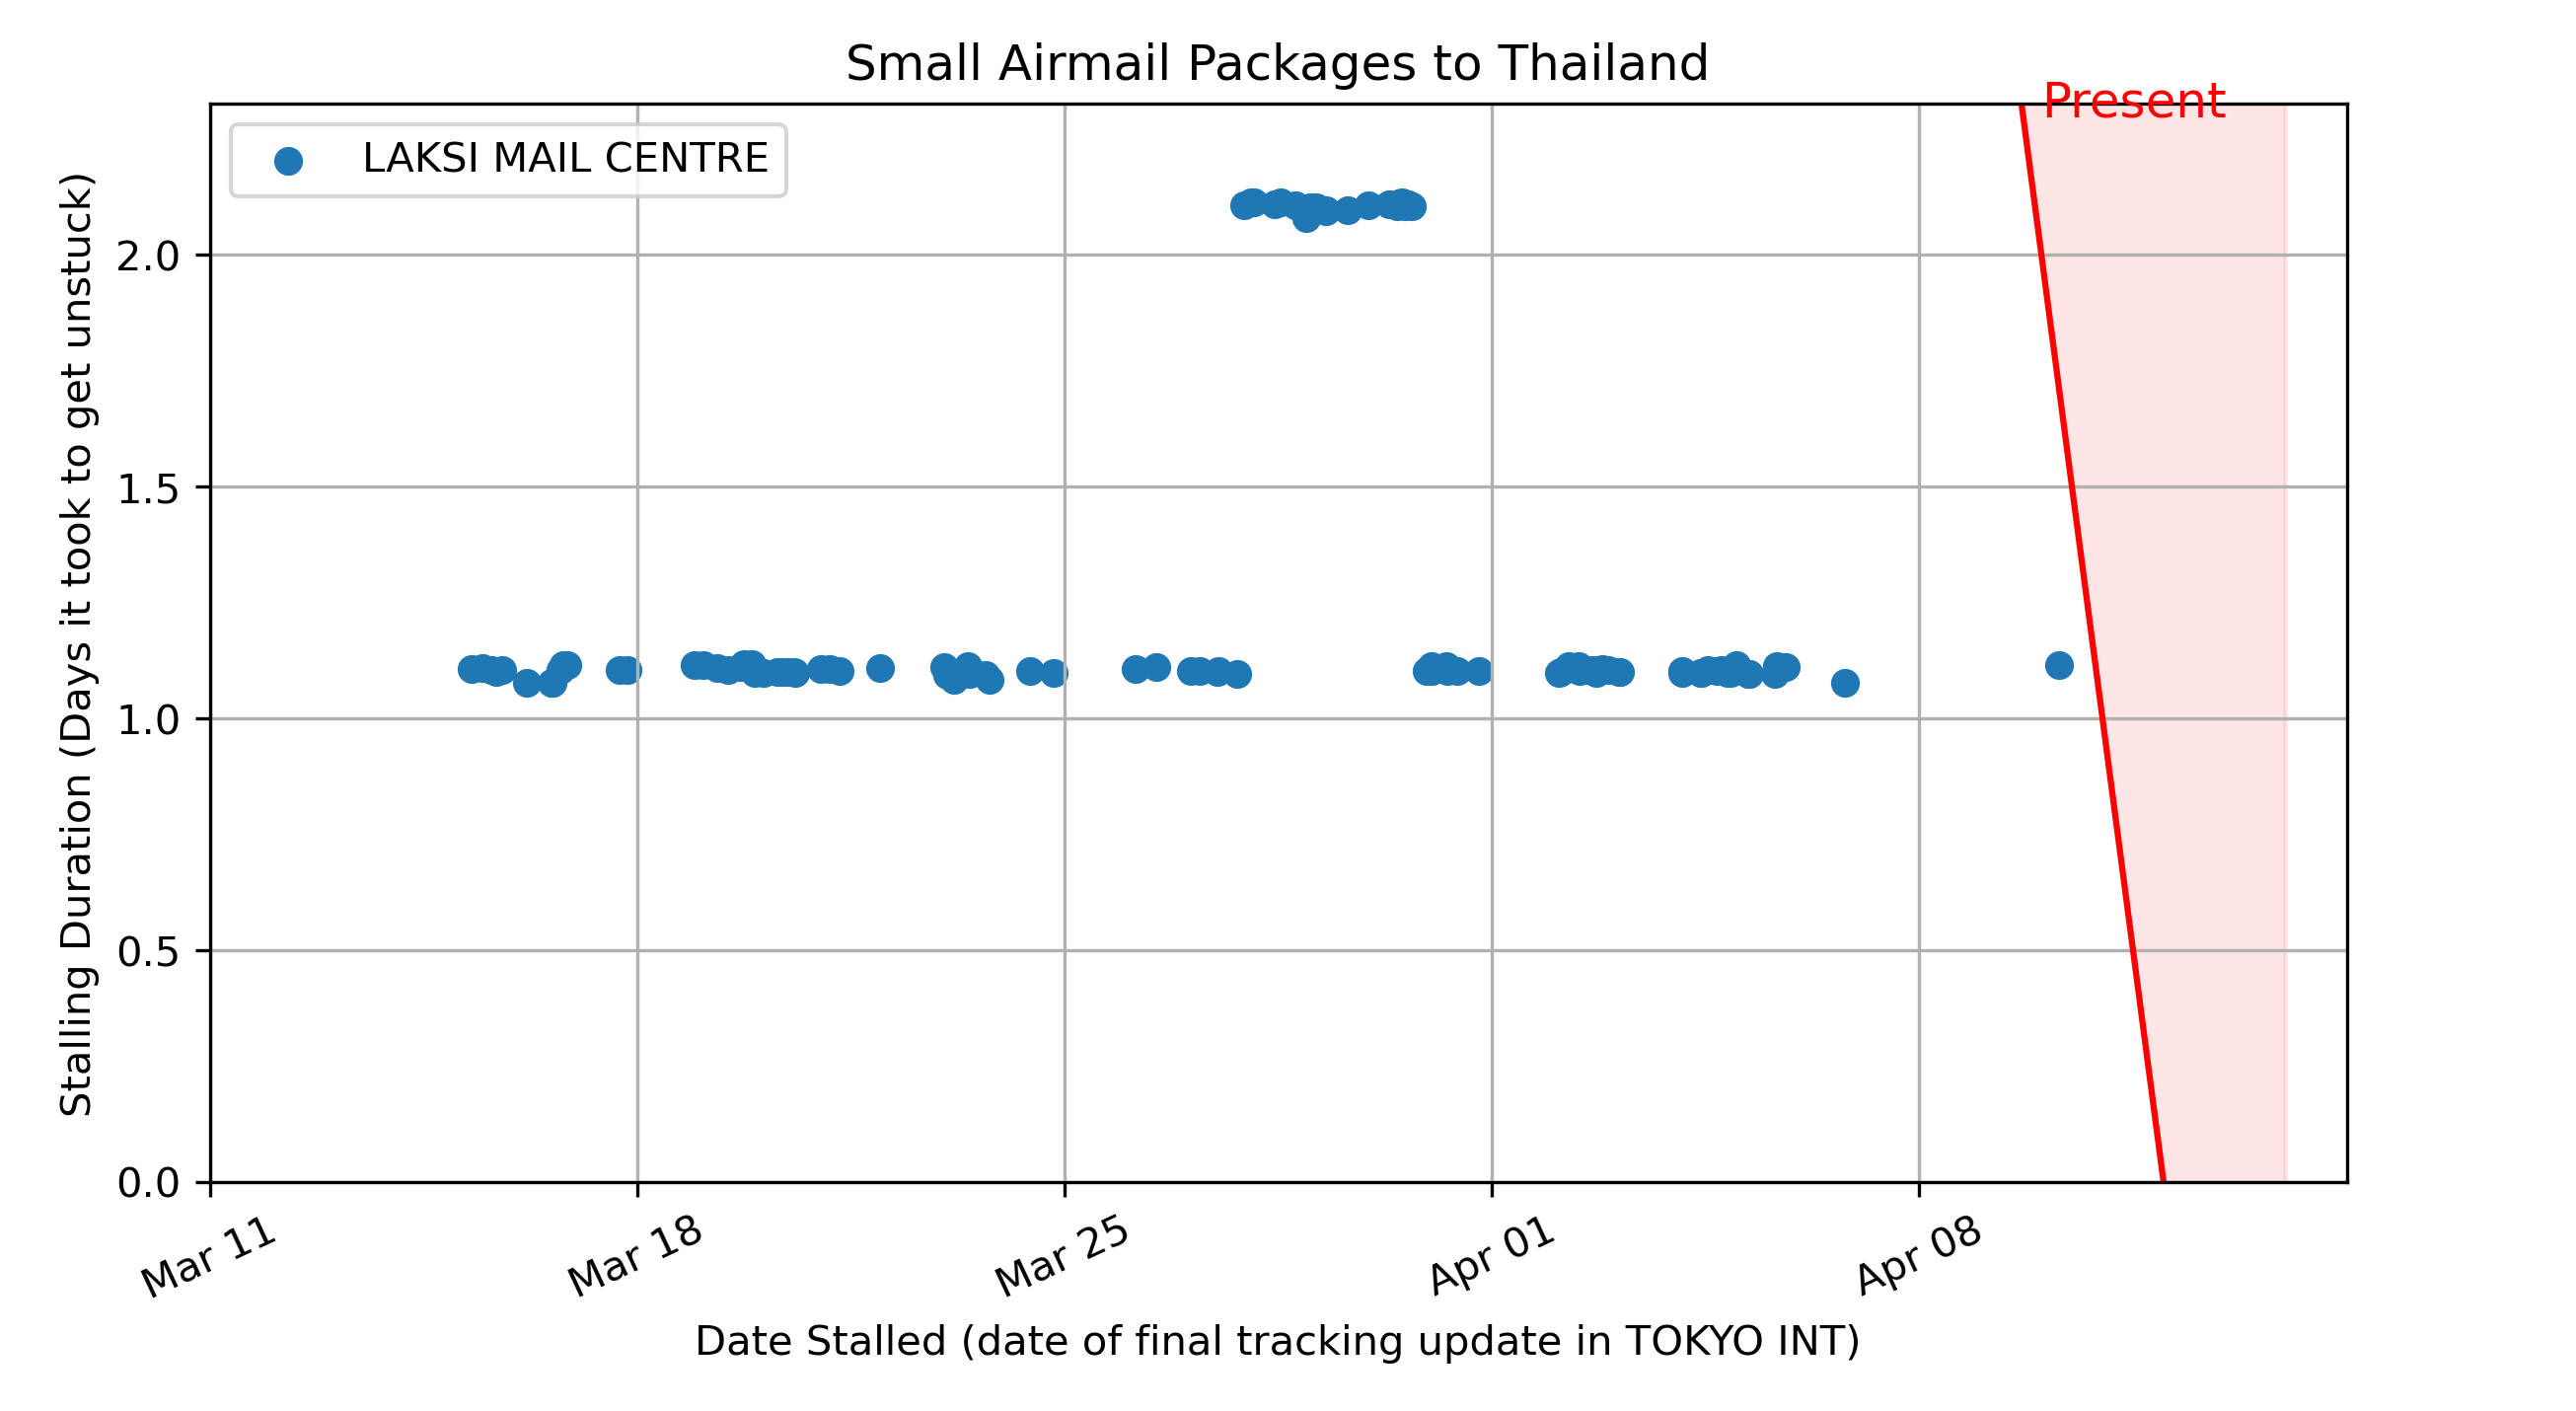 Small Airmail Packages to Thailand
Present
LAKSI MAIL CENTRE
Stalling Duration (Days it took to get unstuck)
2.0
1.5
1.0
0.5
0.0
Mar 11
Mar 18
Mar 25
Apr 01
Apr 08
Date Stalled (date of final tracking update in TOKYO INT)